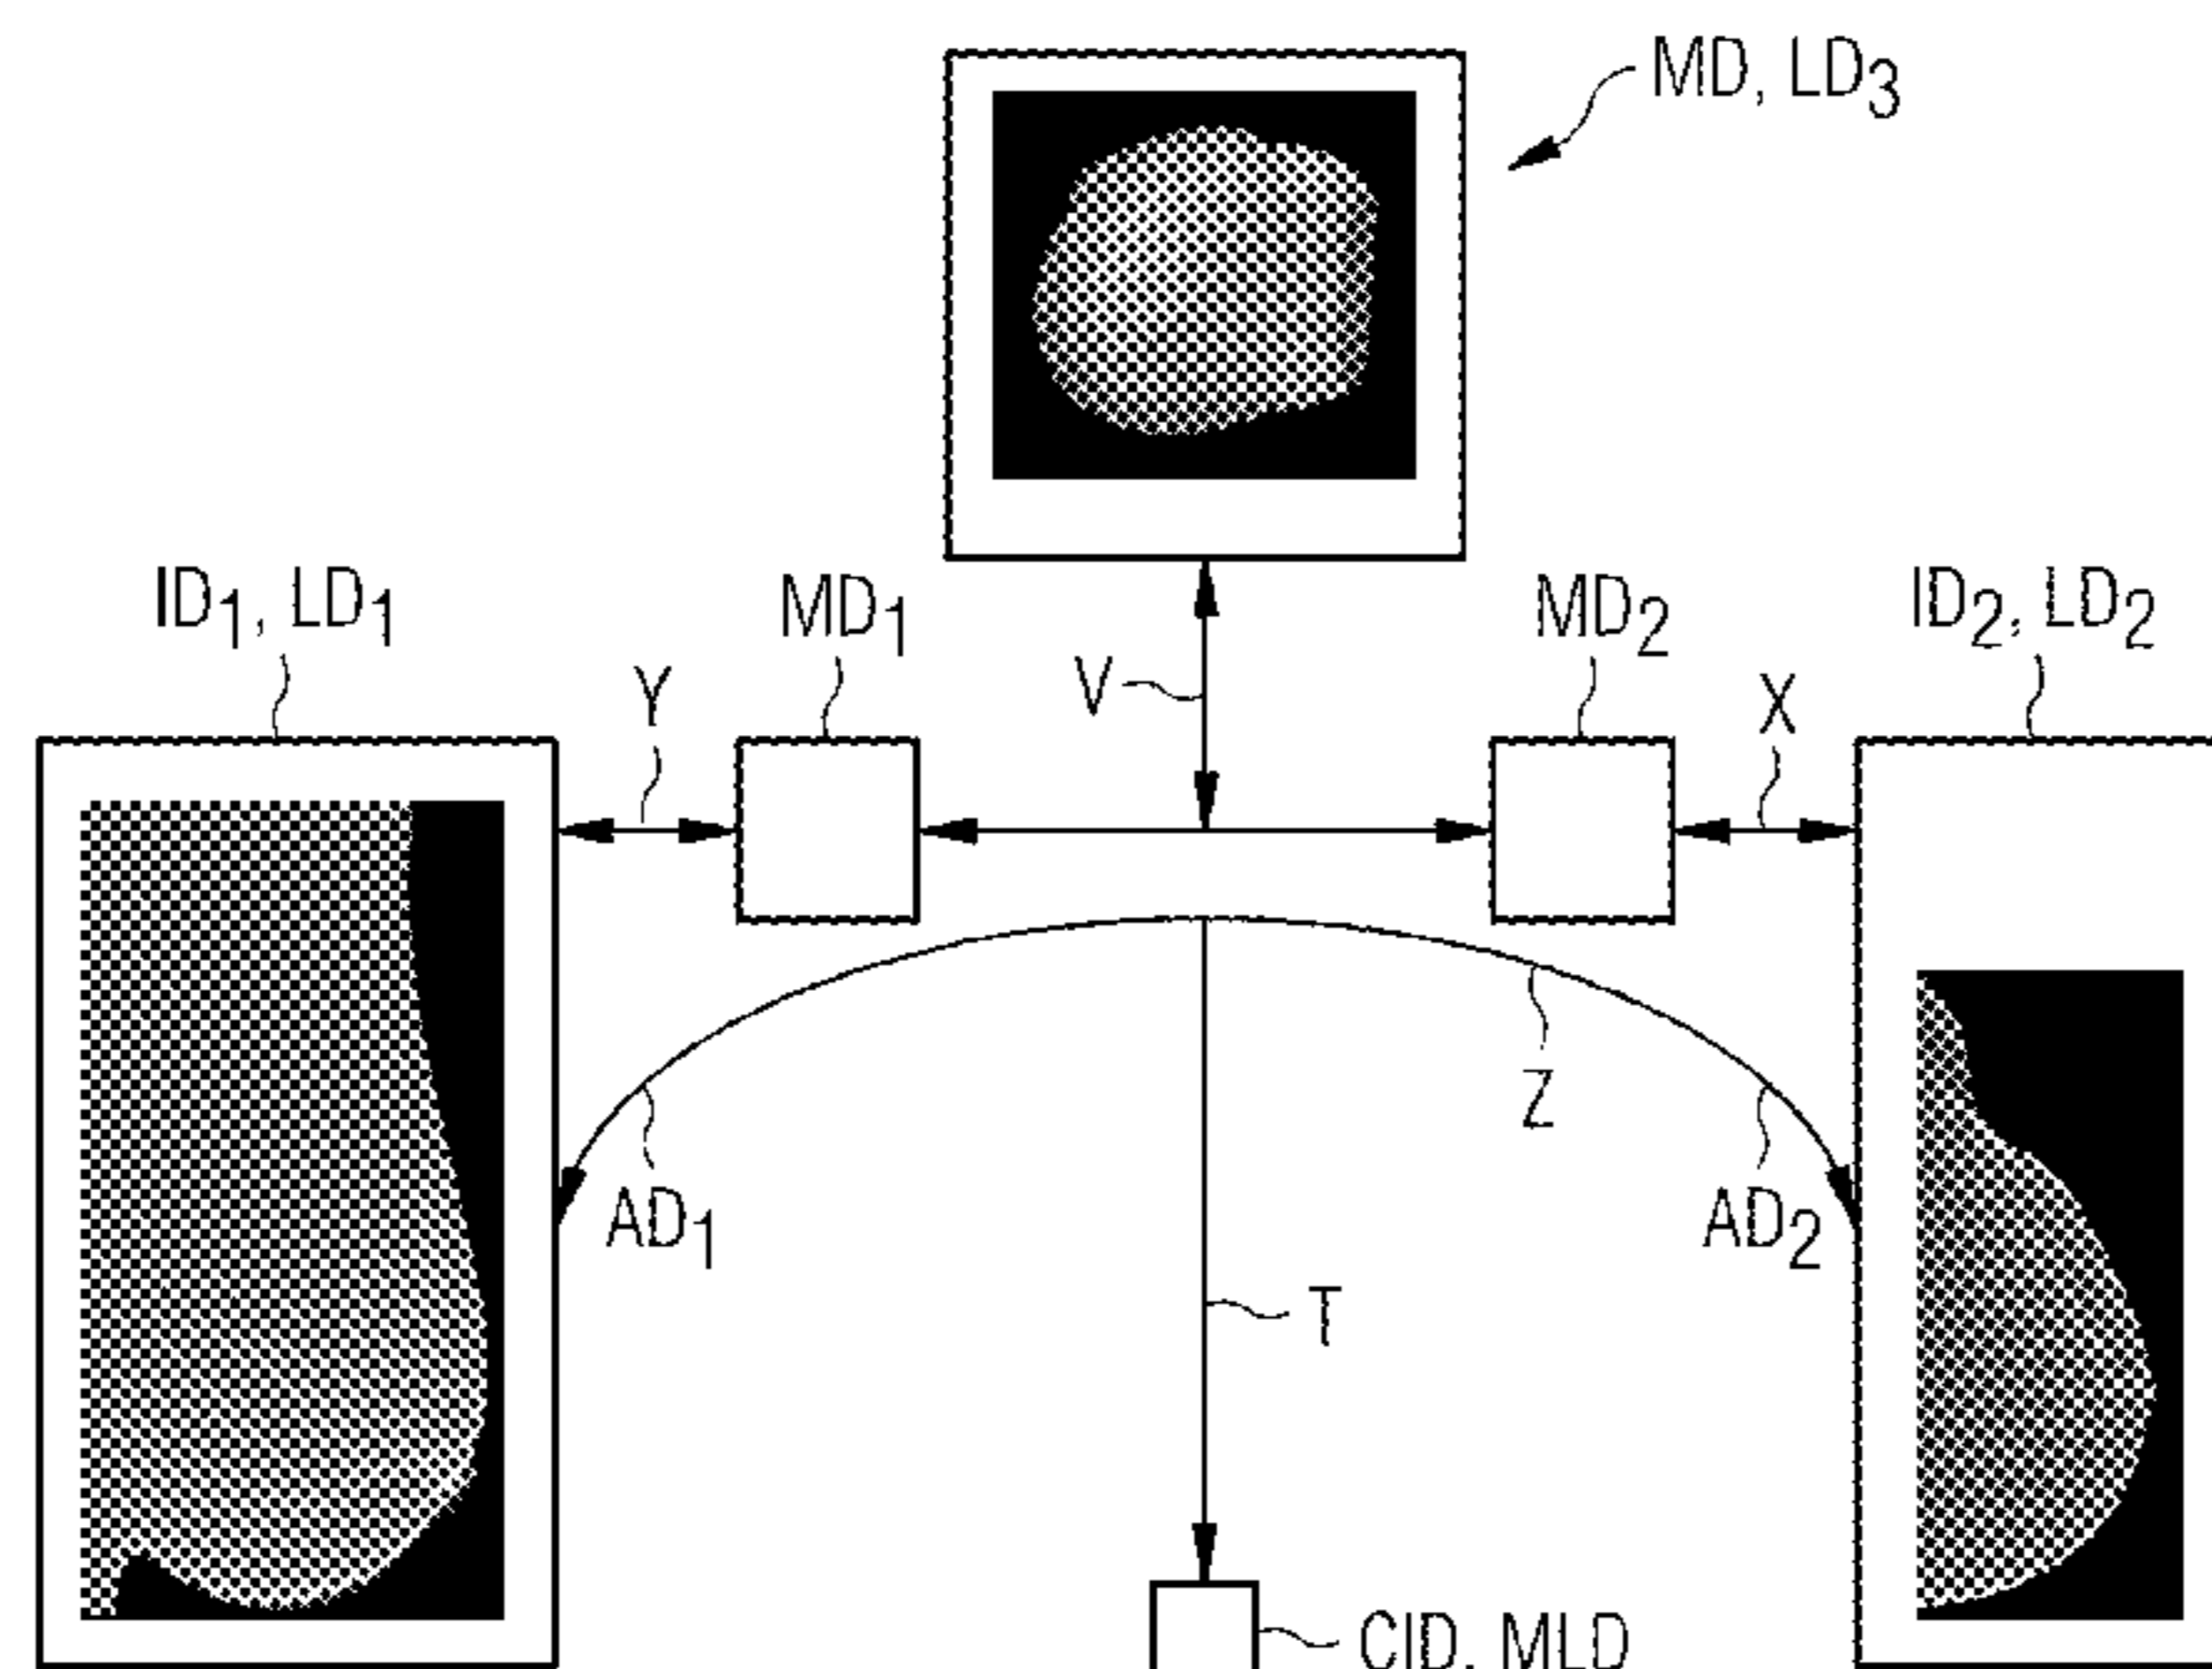 MD, LD3
ID1, LD1
MD1
MD2
ID2, LD2
Y
V
X
Z
AD1
AD2
T
CID, MLD